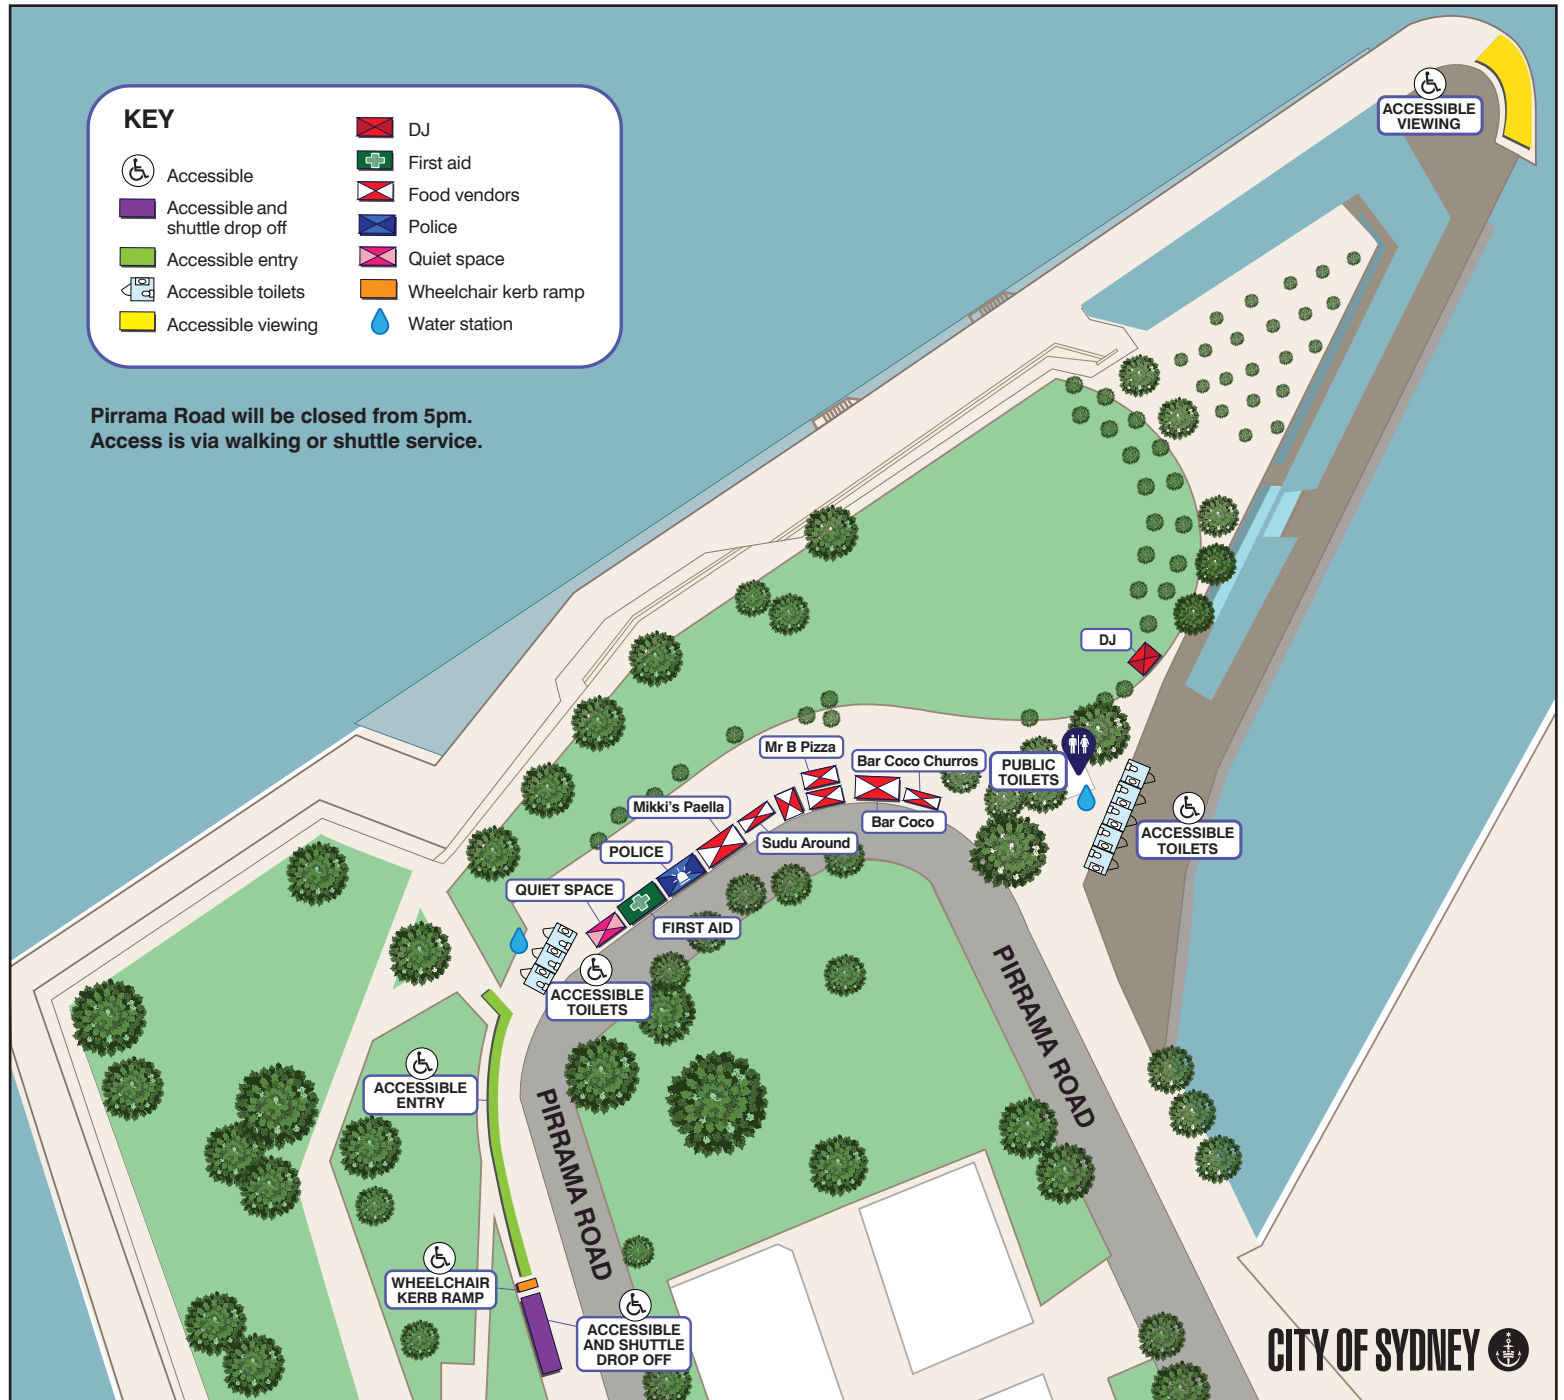 KEY
Accessible
Accessible and
shuttle drop off
Accessible entry
Accessible toilets
Accessible viewing
DJ
First aid
Food vendors
Police
Quiet space
Wheelchair kerb ramp
Water station
Pirrama Road will be closed from 5pm.
Access is via walking or shuttle service.
ACCESSIBLE
VIEWING
DJ
Mr B Pizza
Bar Coco Churros
PUBLIC
TOILETS
Mikki's Paella
Bar Coco
Sudu Around
ACCESSIBLE
TOILETS
POLICE
QUIET SPACE
FIRST AID
ACCESSIBLE
TOILETS
PIRRAMA ROAD
ACCESSIBLE
ENTRY
PIRRAMA ROAD
WHEELCHAIR
KERB RAMP
ACCESSIBLE
AND SHUTTLE
DROP OFF
CITY OF SYDNEY